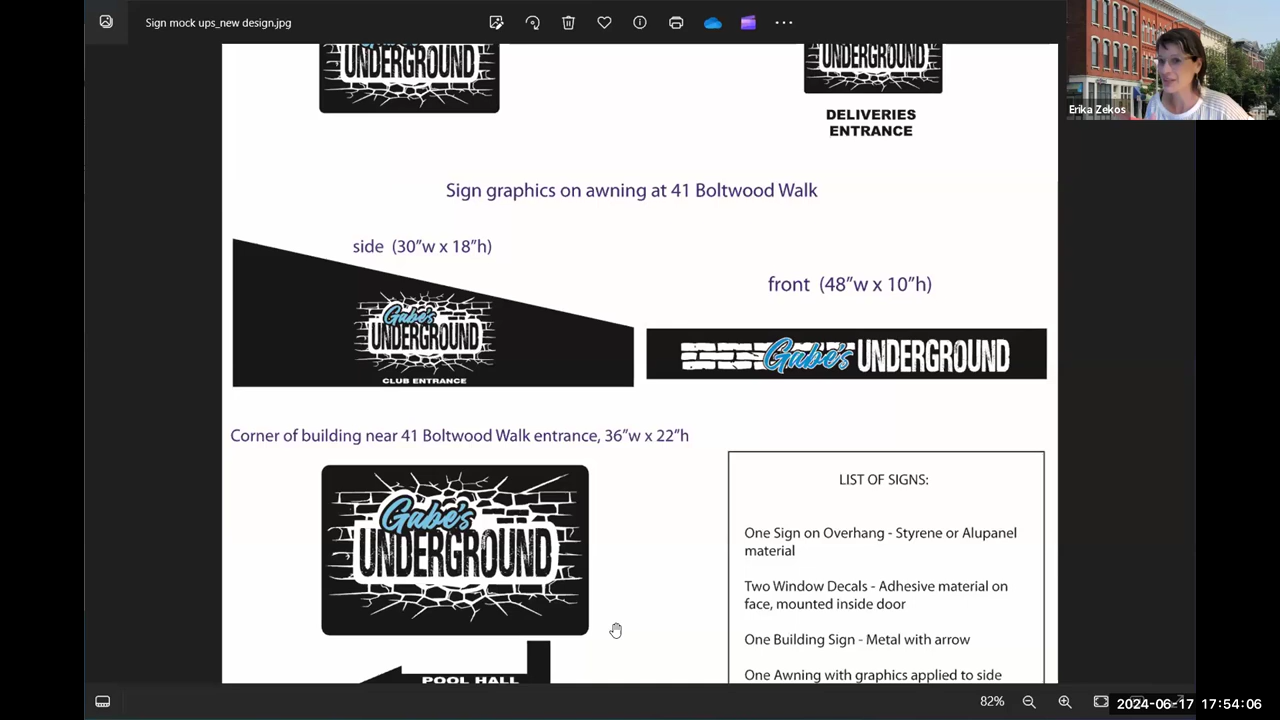 Sign mock ups_new design.jpg
Erika Zekos
Gabe's
UNDERGROUND
UNDERGROUND
DELIVERIES
ENTRANCE
Sign graphics on awning at 41 Boltwood Walk
side (30”w x 18”h)
front (48”w x 10”h)
Gabe's
UNDERGROUND
CLUB ENTRANCE
Gabe's UNDERGROUND
Corner of building near 41 Boltwood Walk entrance, 36”w x 22”h
Gabe's
UNDERGROUND
POOL HALL
LIST OF SIGNS:
One Sign on Overhang - Styrene or Alupanel
material
Two Window Decals - Adhesive material on
face, mounted inside door
One Building Sign - Metal with arrow
One Awning with graphics applied to side
82%
2024-06-17 17:54:06